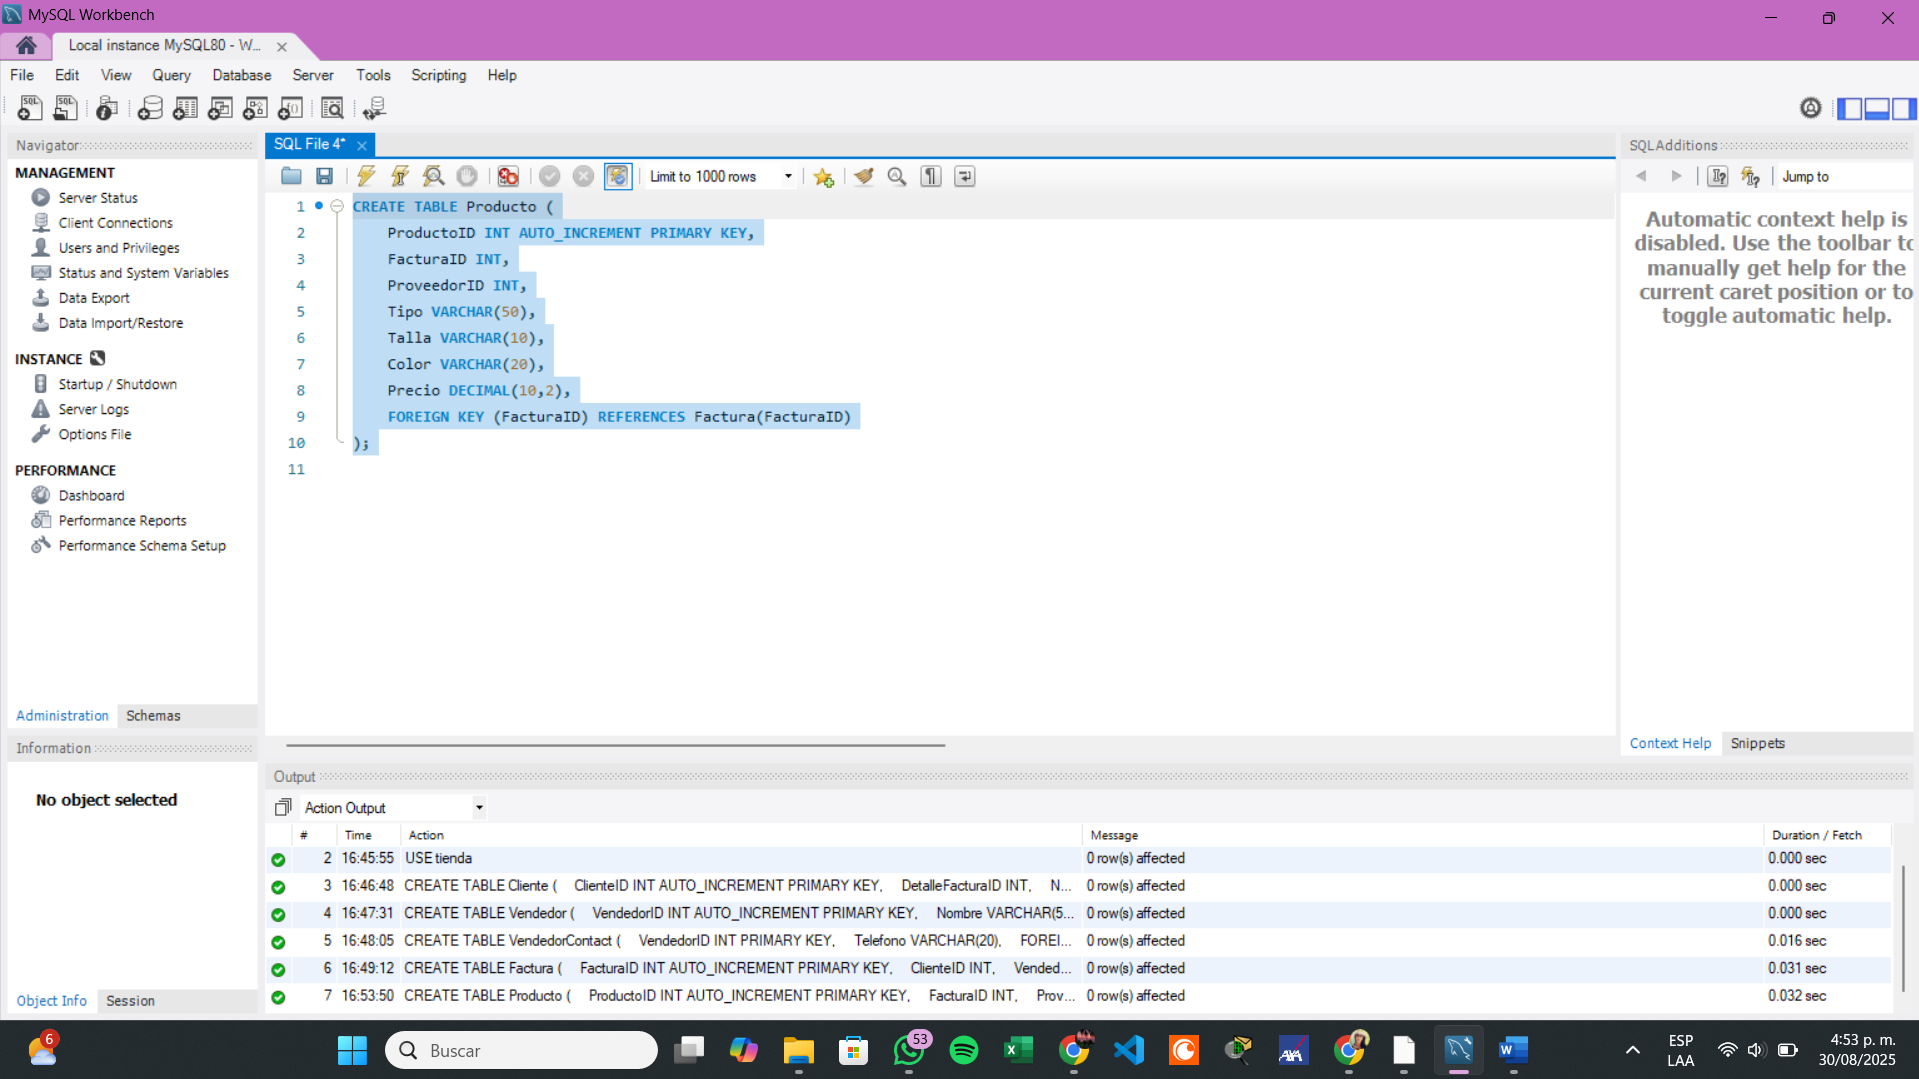 MySQL Workbench
Local instance MySQL80 - W...
File Edit View Query Database Server Tools Scripting Help
Navigator
MANAGEMENT
Server Status
Client Connections
Users and Privileges
Status and System Variables
Data Export
Data Import/Restore
INSTANCE
Startup / Shutdown
Server Logs
Options File
PERFORMANCE
Dashboard
Performance Reports
Performance Schema Setup
Administration Schemas
Information
No object selected
Object Info Session
SQL File 4*
Limit to 1000 rows
1 CREATE TABLE Producto (
2 ProductoID INT AUTO_INCREMENT PRIMARY KEY,
3 FacturaID INT,
4 ProveedorID INT,
5 Tipo VARCHAR(50),
6 Talla VARCHAR(10),
7 Color VARCHAR(20),
8 Precio DECIMAL(10,2),
9 FOREIGN KEY (FacturaID) REFERENCES Factura(FacturaID)
10 );
11
SQLAdditions
Jump to
Automatic context help is
disabled. Use the toolbar to
manually get help for the
current caret position or to
toggle automatic help.
Context Help Snippets
Output
Action Output
# Time Action Message Duration / Fetch
2 16:45:55 USE tienda 0 row(s) affected 0.000 sec
3 16:46:48 CREATE TABLE Cliente ( ClienteID INT AUTO_INCREMENT PRIMARY KEY, DetalleFacturaID INT, N... 0 row(s) affected 0.000 sec
4 16:47:31 CREATE TABLE Vendedor ( VendedorID INT AUTO_INCREMENT PRIMARY KEY, Nombre VARCHAR(5... 0 row(s) affected 0.000 sec
5 16:48:05 CREATE TABLE VendedorContact ( VendedorID INT PRIMARY KEY, Telefono VARCHAR(20), FOREI... 0 row(s) affected 0.016 sec
6 16:49:12 CREATE TABLE Factura ( FacturaID INT AUTO_INCREMENT PRIMARY KEY, ClienteID INT, Vended... 0 row(s) affected 0.031 sec
7 16:53:50 CREATE TABLE Producto ( ProductoID INT AUTO_INCREMENT PRIMARY KEY, FacturaID INT, Prov... 0 row(s) affected 0.032 sec
6
Buscar
53
AXA
ESP
LAA
4:53 p. m.
30/08/2025